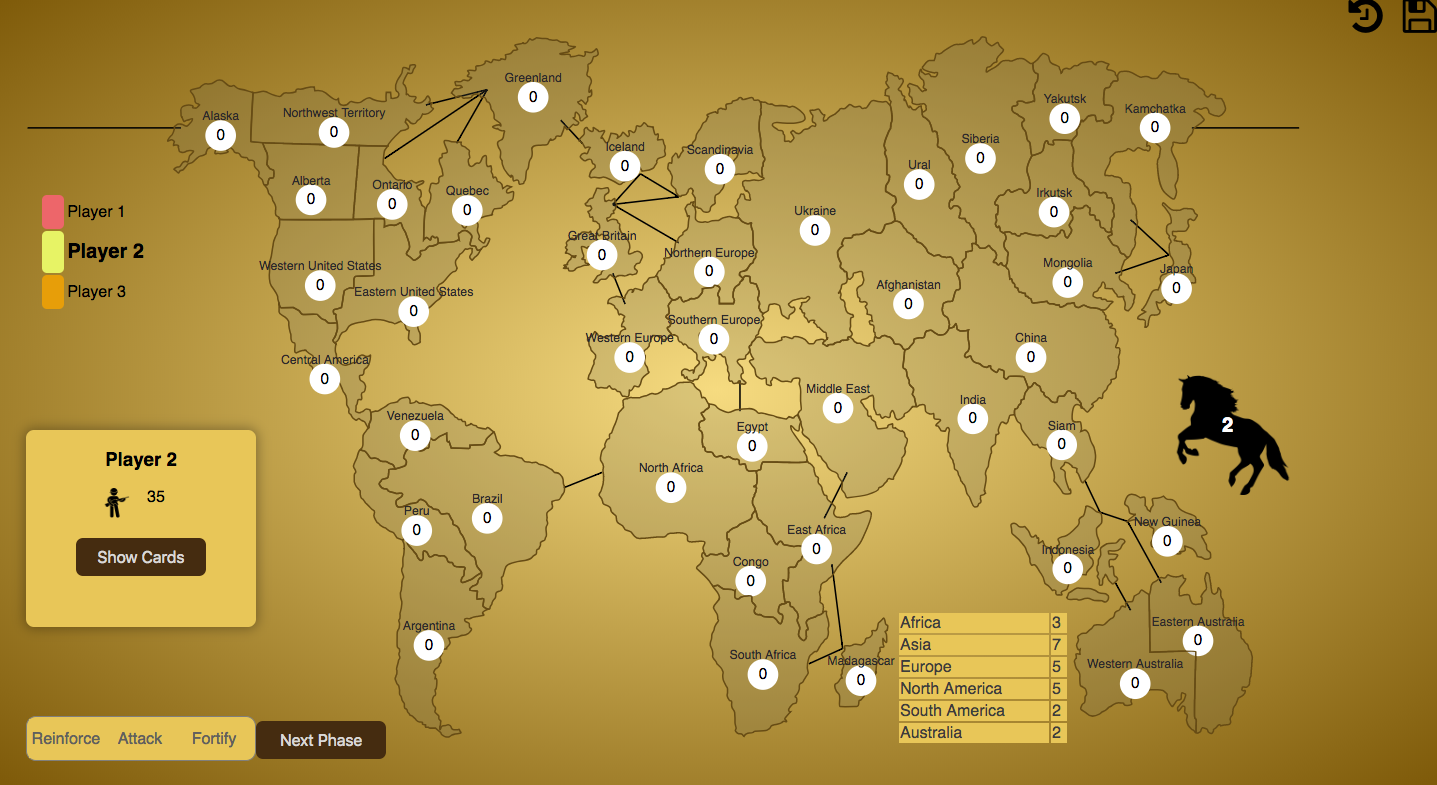 Greenland
0
Alaska
0
Northwest Territory
0
Yakutsk
0
Kamchatka
0
Iceland
0
Scandinavia
0
Siberia
0
Ural
0
Alberta
0
Ontario
0
Quebec
0
Irkutsk
0
Player 1
Player 2
Player 3
Ukraine
0
Great Britain
0
Northern Europe
0
Western United States
0
Eastern United States
0
Afghanistan
0
Mongolia
0
Japan
0
Western Europe
0
Southern Europe
0
China
0
Central America
0
Middle East
0
India
0
Siam
0
2
Venezuela
0
Egypt
0
North Africa
0
Brazil
0
Peru
0
East Africa
0
New Guinea
0
Indonesia
0
Congo
0
Player 2
35
Show Cards
Argentina
0
South Africa
0
Madagascar
0
Eastern Australia
0
Western Australia
0
Africa 3
Asia 7
Europe 5
North America 5
South America 2
Australia 2
Reinforce Attack Fortify Next Phase